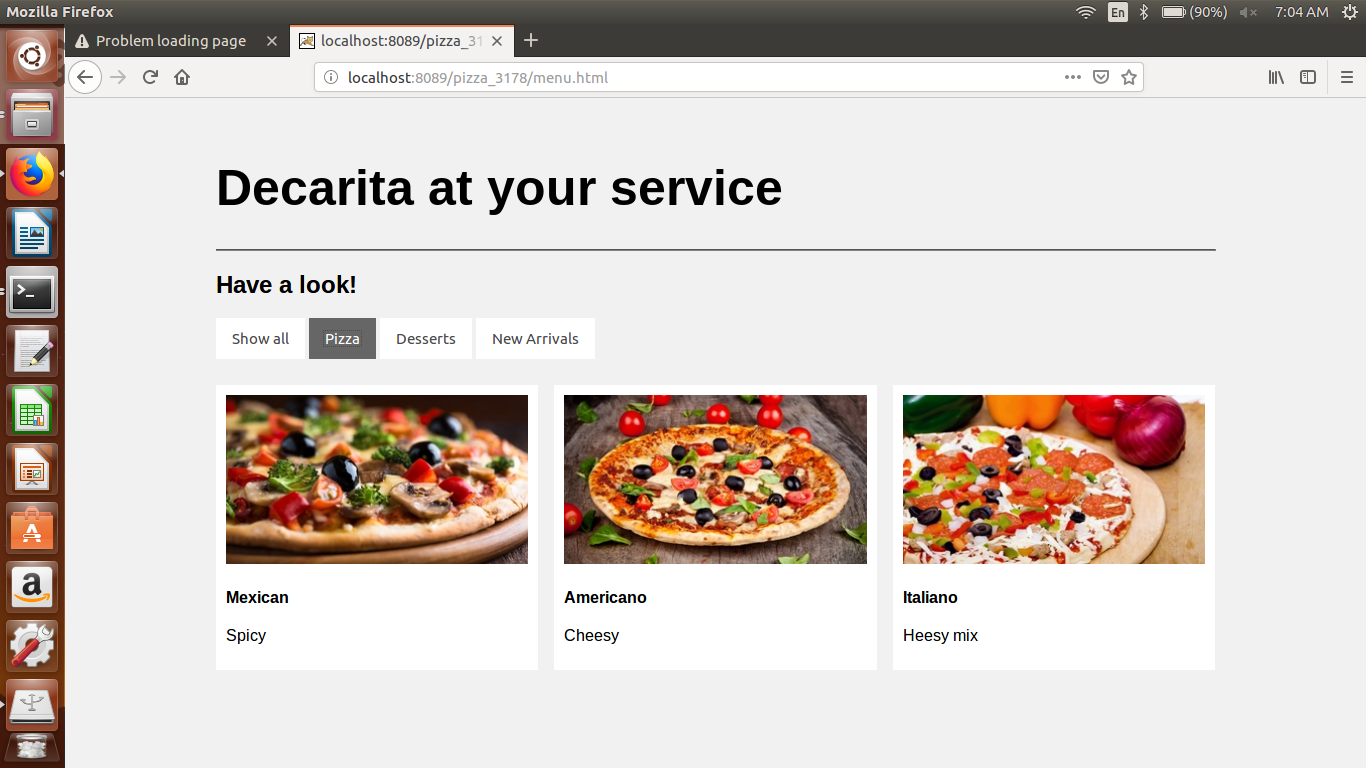 Mozilla Firefox
En
(90%)
7:04 AM
Problem loading page
localhost:8089/pizza_31
localhost:8089/pizza_3178/menu.html
Decarita at your service
Have a look!
Show all
Pizza
Desserts
New Arrivals
Mexican
Americano
Italiano
Spicy
Cheesy
Heesy mix